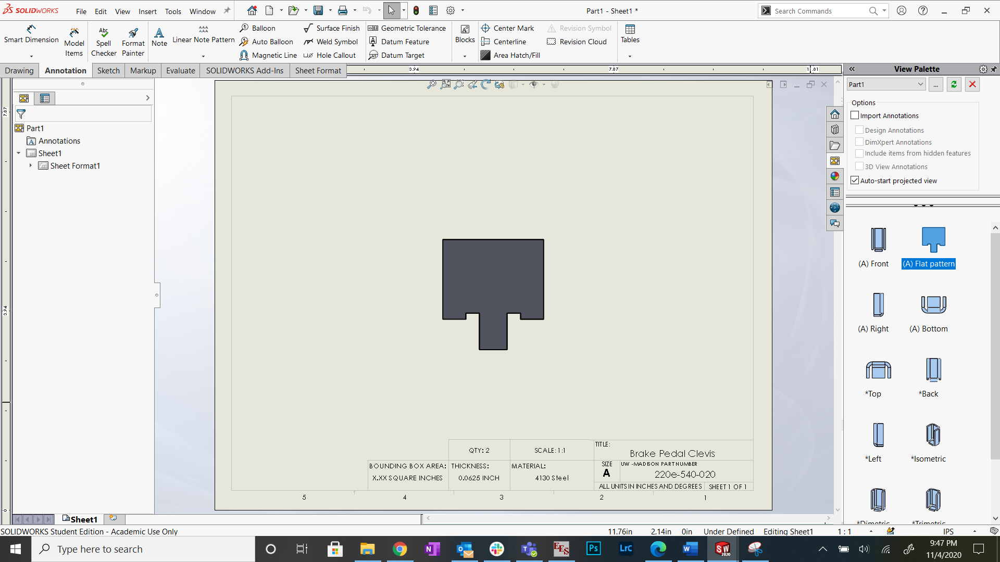 SOLIDWORKS File Edit View Insert Tools Window
Part1 - Sheet1 *
Search Commands
Smart Dimension
Model Items
Spell Checker
Format Painter
Note
Linear Note Pattern
Balloon
Auto Balloon
Magnetic Line
Surface Finish
Weld Symbol
Hole Callout
Geometric Tolerance
Datum Feature
Datum Target
Blocks
Center Mark
Centerline
Area Hatch/Fill
Revision Symbol
Revision Cloud
Tables
Drawing Annotation Sketch Markup Evaluate SOLIDWORKS Add-Ins Sheet Format
3.94 7.87 11.81
7.87
3.94
0
Part1
Annotations
Sheet1
Sheet Format1
QTY: 2
SCALE: 1:1
TITLE:
Brake Pedal Clevis
BOUNDING BOX AREA:
X.XX SQUARE INCHES
THICKNESS:
0.0625 INCH
MATERIAL:
4130 Steel
SIZE
A
UW -MADISON PART NUMBER
220e-540-020
ALL UNITS IN INCHES AND DEGREES
SHEET 1 OF 1
5 4 3 2 1
View Palette
Part1
...
Options
Import Annotations
Design Annotations
DimXpert Annotations
Include items from hidden features
3D View Annotations
Auto-start projected view
(A) Front
(A) Flat pattern
(A) Right
(A) Bottom
*Top
*Back
*Left
*Isometric
*Dimetric
*Trimetric
Sheet1
SOLIDWORKS Student Edition - Academic Use Only
11.76in 2.14in 0in Under Defined Editing Sheet1 1 : 1 IPS
Type here to search
EES
Ps
LrC
SW 2020
9:47 PM
11/4/2020